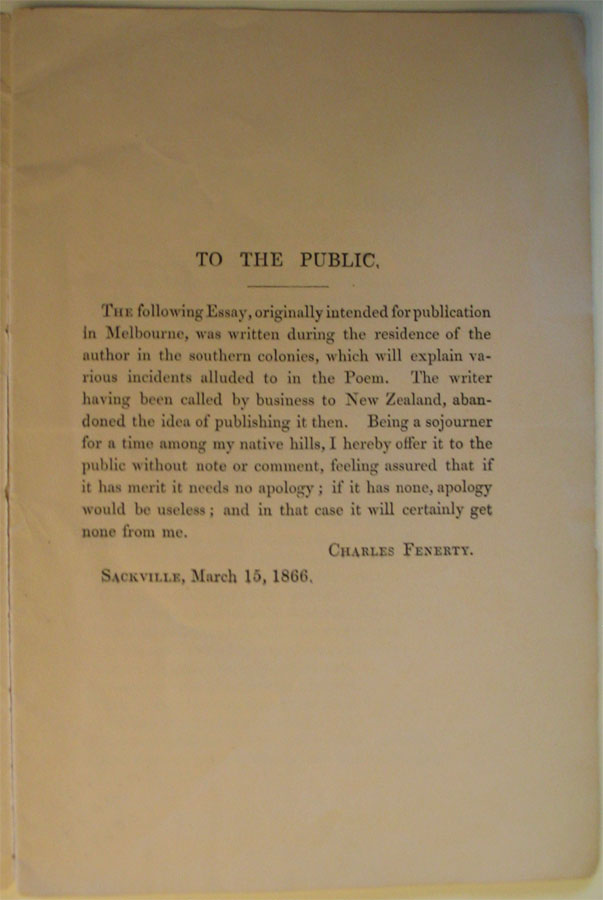 TO THE PUBLIC.
THE following Essay, originally intended for publication
in Melbourne, was written during the residence of the
author in the southern colonies, which will explain va-
rious incidents alluded to in the Poem. The writer
having been called by business to New Zealand, aban-
doned the idea of publishing it then. Being a sojourner
for a time among my native hills, I hereby offer it to the
public without note or comment, feeling assured that if
it has merit it needs no apology ; if it has none, apology
would be useless ; and in that case it will certainly get
none from me.
CHARLES FENERTY.
SACKVILLE, March 15, 1866.